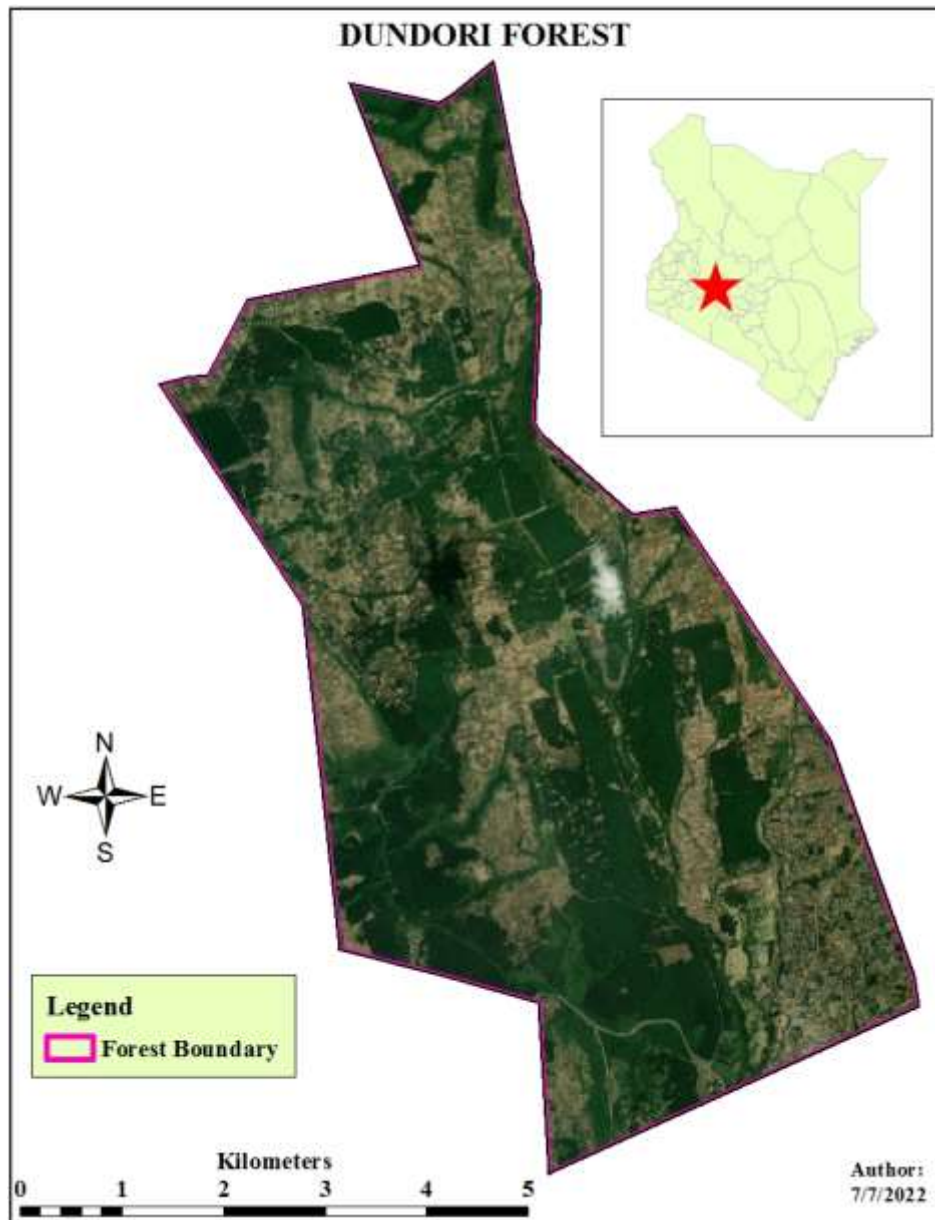 DUNDORI FOREST
N
W E
S
Legend
Forest Boundary
Kilometers
0 1 2 3 4 5
Author:
7/7/2022